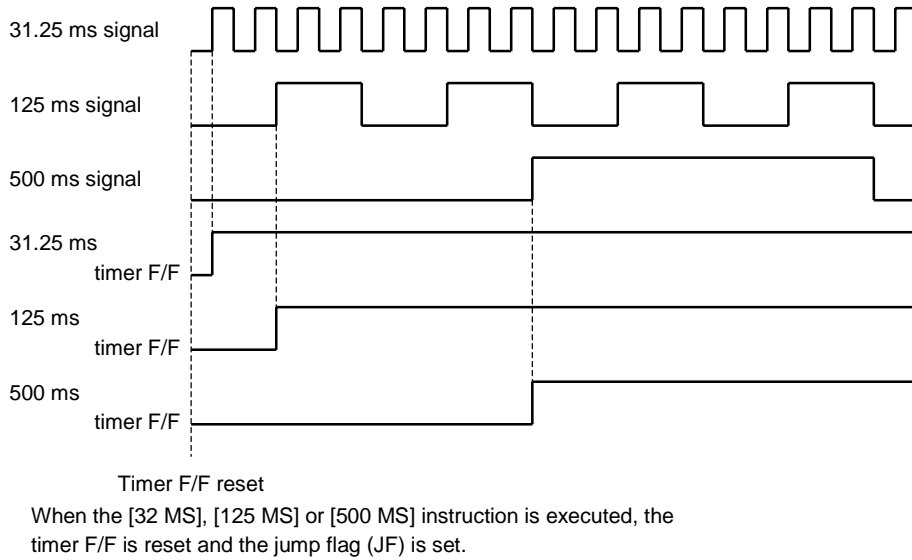 31.25 ms signal
125 ms signal
500 ms signal
31.25 ms
timer F/F
125 ms
timer F/F
500 ms
timer F/F
Timer F/F reset
When the [32 MS], [125 MS] or [500 MS] instruction is executed, the
timer F/F is reset and the jump flag (JF) is set.